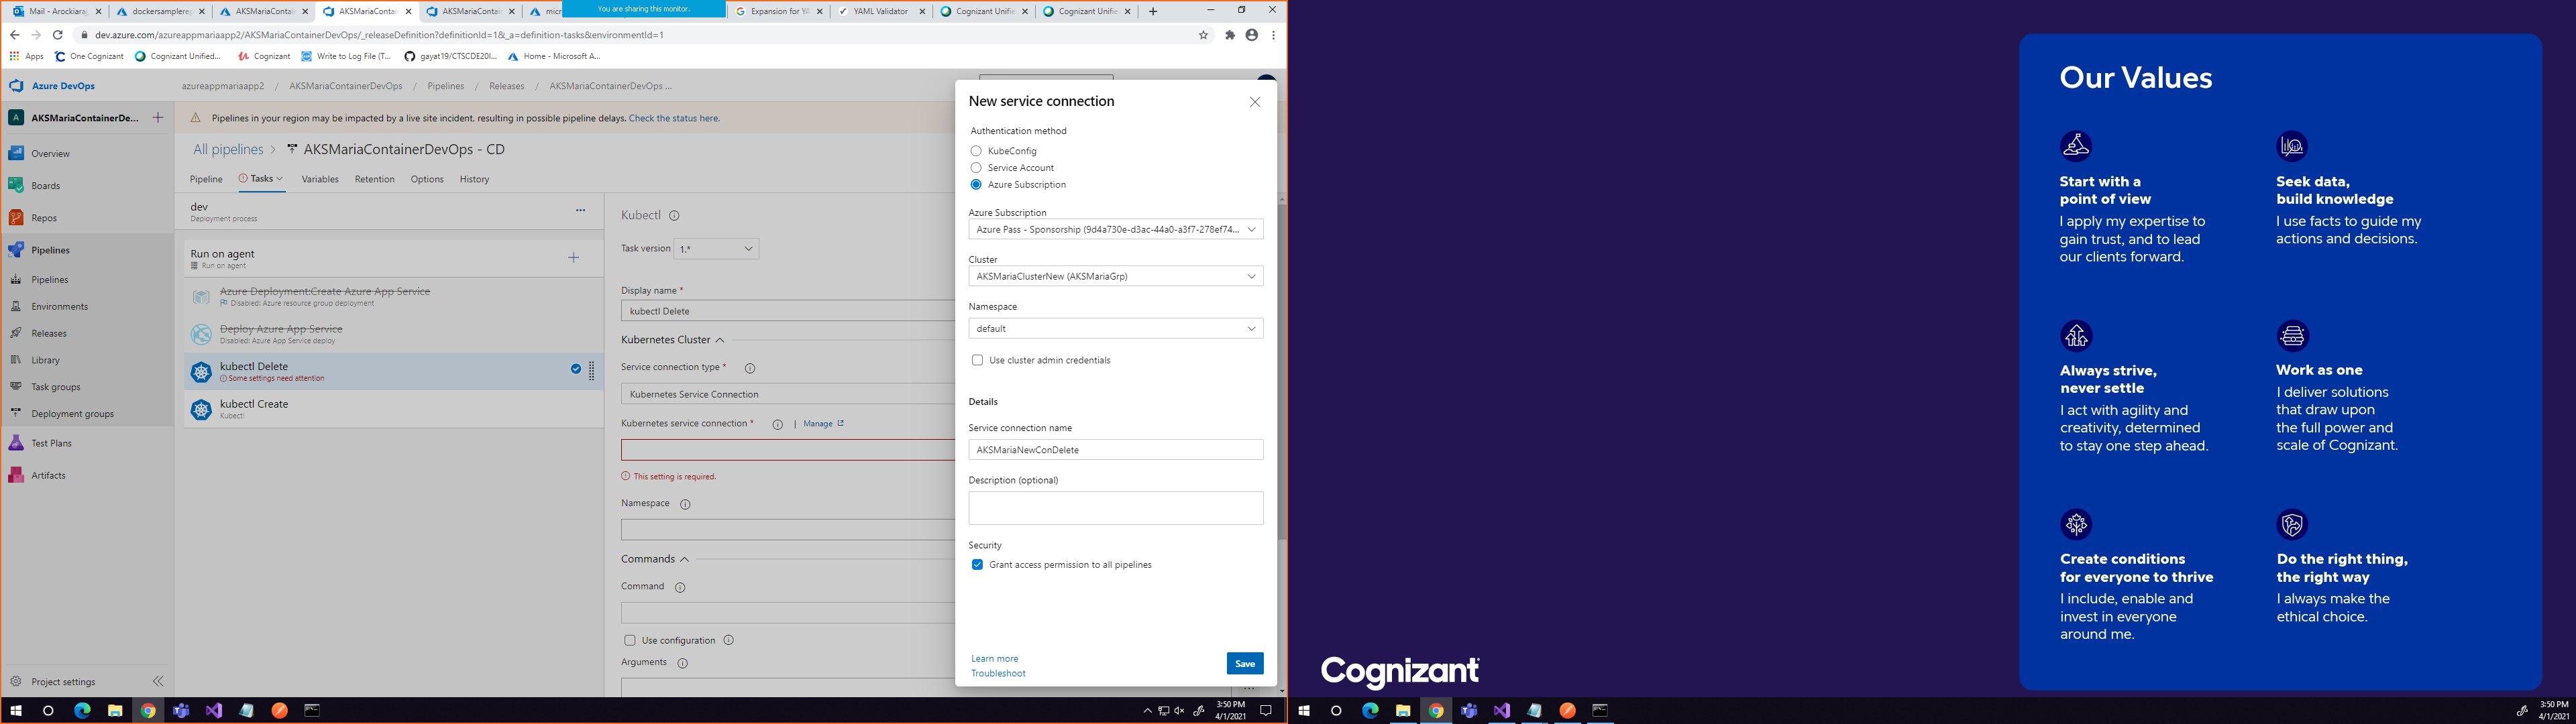 You are sharing this monitor.
Mail - Arockiaraj
dockersamplerep
AKSMariaContain
AKSMariaContain
AKSMariaContain
micr
Expansion for YA
YAML Validator
Cognizant Unifie
Cognizant Unifie
dev.azure.com/azureappmariaapp2/AKSMariaContainerDevOps/_releaseDefinition?definitionId=1&_a=definition-tasks&environmentId=1
Apps
One Cognizant
Cognizant Unified...
Cognizant
Write to Log File (T...
gayat19/CTSCDE20I...
Home - Microsoft A...
Azure DevOps
azureappmariaapp2 / AKSMariaContainerDevOps / Pipelines / Releases / AKSMariaContainerDevOps ...
A
AKSMariaContainerDe...
Overview
Boards
Repos
Pipelines
Pipelines
Environments
Releases
Library
Task groups
Deployment groups
Test Plans
Artifacts
Project settings
Pipelines in your region may be impacted by a live site incident, resulting in possible pipeline delays. Check the status here.
All pipelines > AKSMariaContainerDevOps - CD
Pipeline
Tasks
Variables
Retention
Options
History
dev
Deployment process
Run on agent
Run on agent
Azure Deployment:Create Azure App Service
Disabled: Azure resource group deployment
Deploy Azure App Service
Disabled: Azure App Service deploy
kubectl Delete
Some settings need attention
kubectl Create
Kubectl
Kubectl
Task version 1.*
Display name *
kubectl Delete
Kubernetes Cluster
Service connection type *
Kubernetes Service Connection
Kubernetes service connection * | Manage
This setting is required.
Namespace
Commands
Command
Use configuration
Arguments
New service connection
Authentication method
KubeConfig
Service Account
Azure Subscription
Azure Subscription
Azure Pass - Sponsorship (9d4a730e-d3ac-44a0-a3f7-278ef74...
Cluster
AKSMariaClusterNew (AKSMariaGrp)
Namespace
default
Use cluster admin credentials
Details
Service connection name
AKSMariaNewConDelete
Description (optional)
Security
Grant access permission to all pipelines
Learn more
Troubleshoot
Save
3:50 PM
4/1/2021
Our Values
Start with a
point of view
I apply my expertise to
gain trust, and to lead
our clients forward.
Seek data,
build knowledge
I use facts to guide my
actions and decisions.
Always strive,
never settle
I act with agility and
creativity, determined
to stay one step ahead.
Work as one
I deliver solutions
that draw upon
the full power and
scale of Cognizant.
Create conditions
for everyone to thrive
I include, enable and
invest in everyone
around me.
Do the right thing,
the right way
I always make the
ethical choice.
Cognizant
3:50 PM
4/1/2021